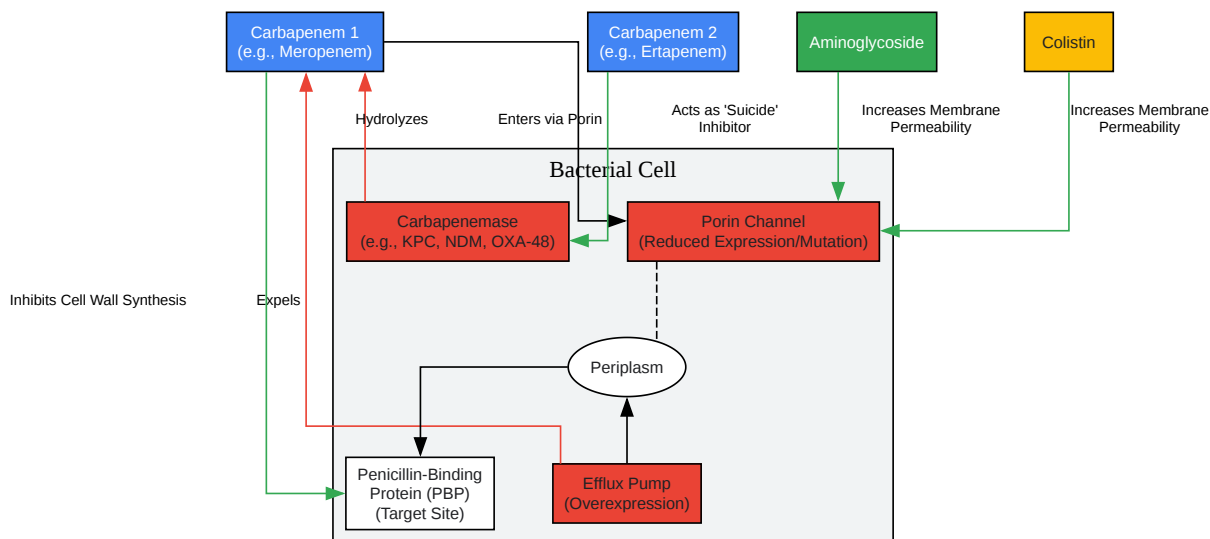 Carbapenem 1
(e.g., Meropenem)
Carbapenem 2
(e.g., Ertapenem)
Aminoglycoside
Colistin
Hydrolyzes
Enters via Porin
Acts as 'Suicide'
Inhibitor
Increases Membrane
Permeability
Increases Membrane
Permeability
Bacterial Cell
Carbapenemase
(e.g., KPC, NDM, OXA-48)
Porin Channel
(Reduced Expression/Mutation)
Inhibits Cell Wall Synthesis
Expels
Periplasm
Penicillin-Binding
Protein (PBP)
(Target Site)
Efflux Pump
(Overexpression)